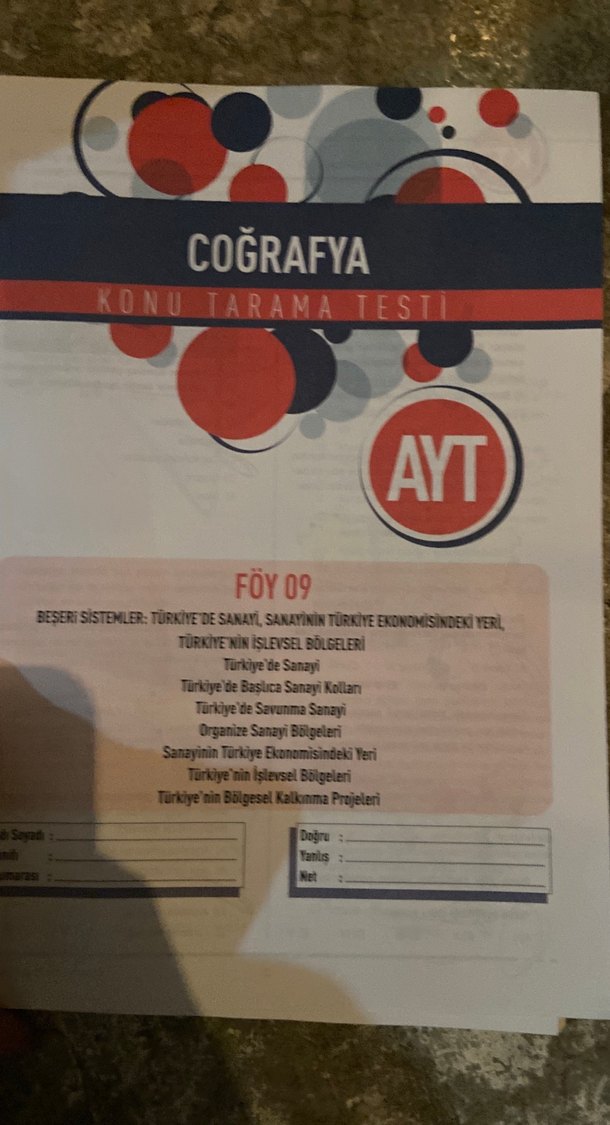 COĞRAFYA
KONU TARAMA TESTİ
AYT
FÖY 09
BEŞERİ SİSTEMLER: TÜRKİYE'DE SANAYİ, SANAYİNİN TÜRKİYE EKONOMİSİNDEKİ YERİ,
TÜRKİYE'NİN İŞLEVSEL BÖLGELERİ
Türkiye'de Sanayi
Türkiye'de Başlıca Sanayi Kolları
Türkiye'de Savunma Sanayi
Organize Sanayi Bölgeleri
Sanayinin Türkiye Ekonomisindeki Yeri
Türkiye'nin İşlevsel Bölgeleri
Türkiye'nin Bölgesel Kalkınma Projeleri
Soyadı :
:
:
Doğru :
Yanlış :
Net :